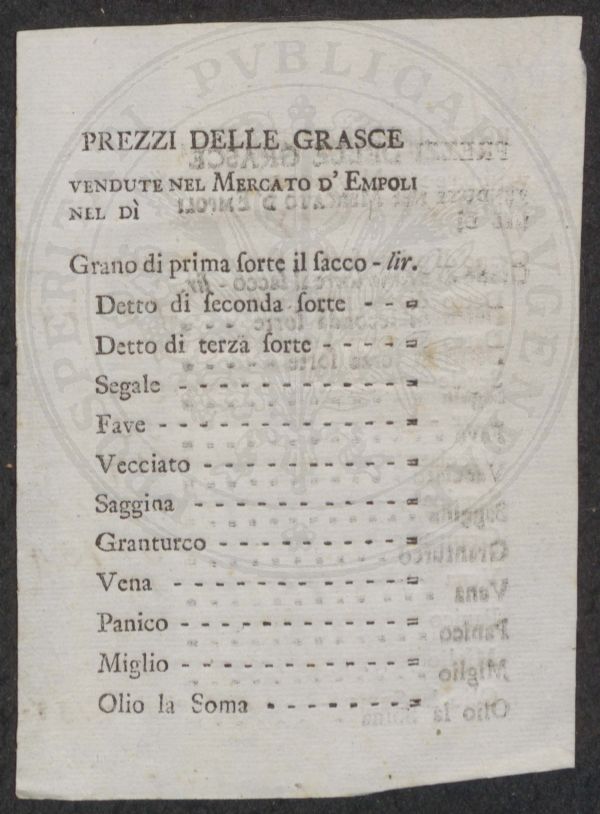 PREZZI DELLE GRASCE
VENDUTE NEL MERCATO D' EMPOLI
NEL DÌ
Grano di prima ſorte il ſacco - lir.
Detto di ſeconda ſorte - - =
Detto di terza ſorte - - - - =
Segale - - - - - - - - - - - =
Fave - - - - - - - - - - - - =
Vecciato - - - - - - - - - =
Saggina - - - - - - - - - - =
Granturco - - - - - - - - =
Vena - - - - - - - - - - - =
Panico - - - - - - - - - - - =
Miglio - - - - - - - - - - - =
Olio la Soma - - - - - - - =